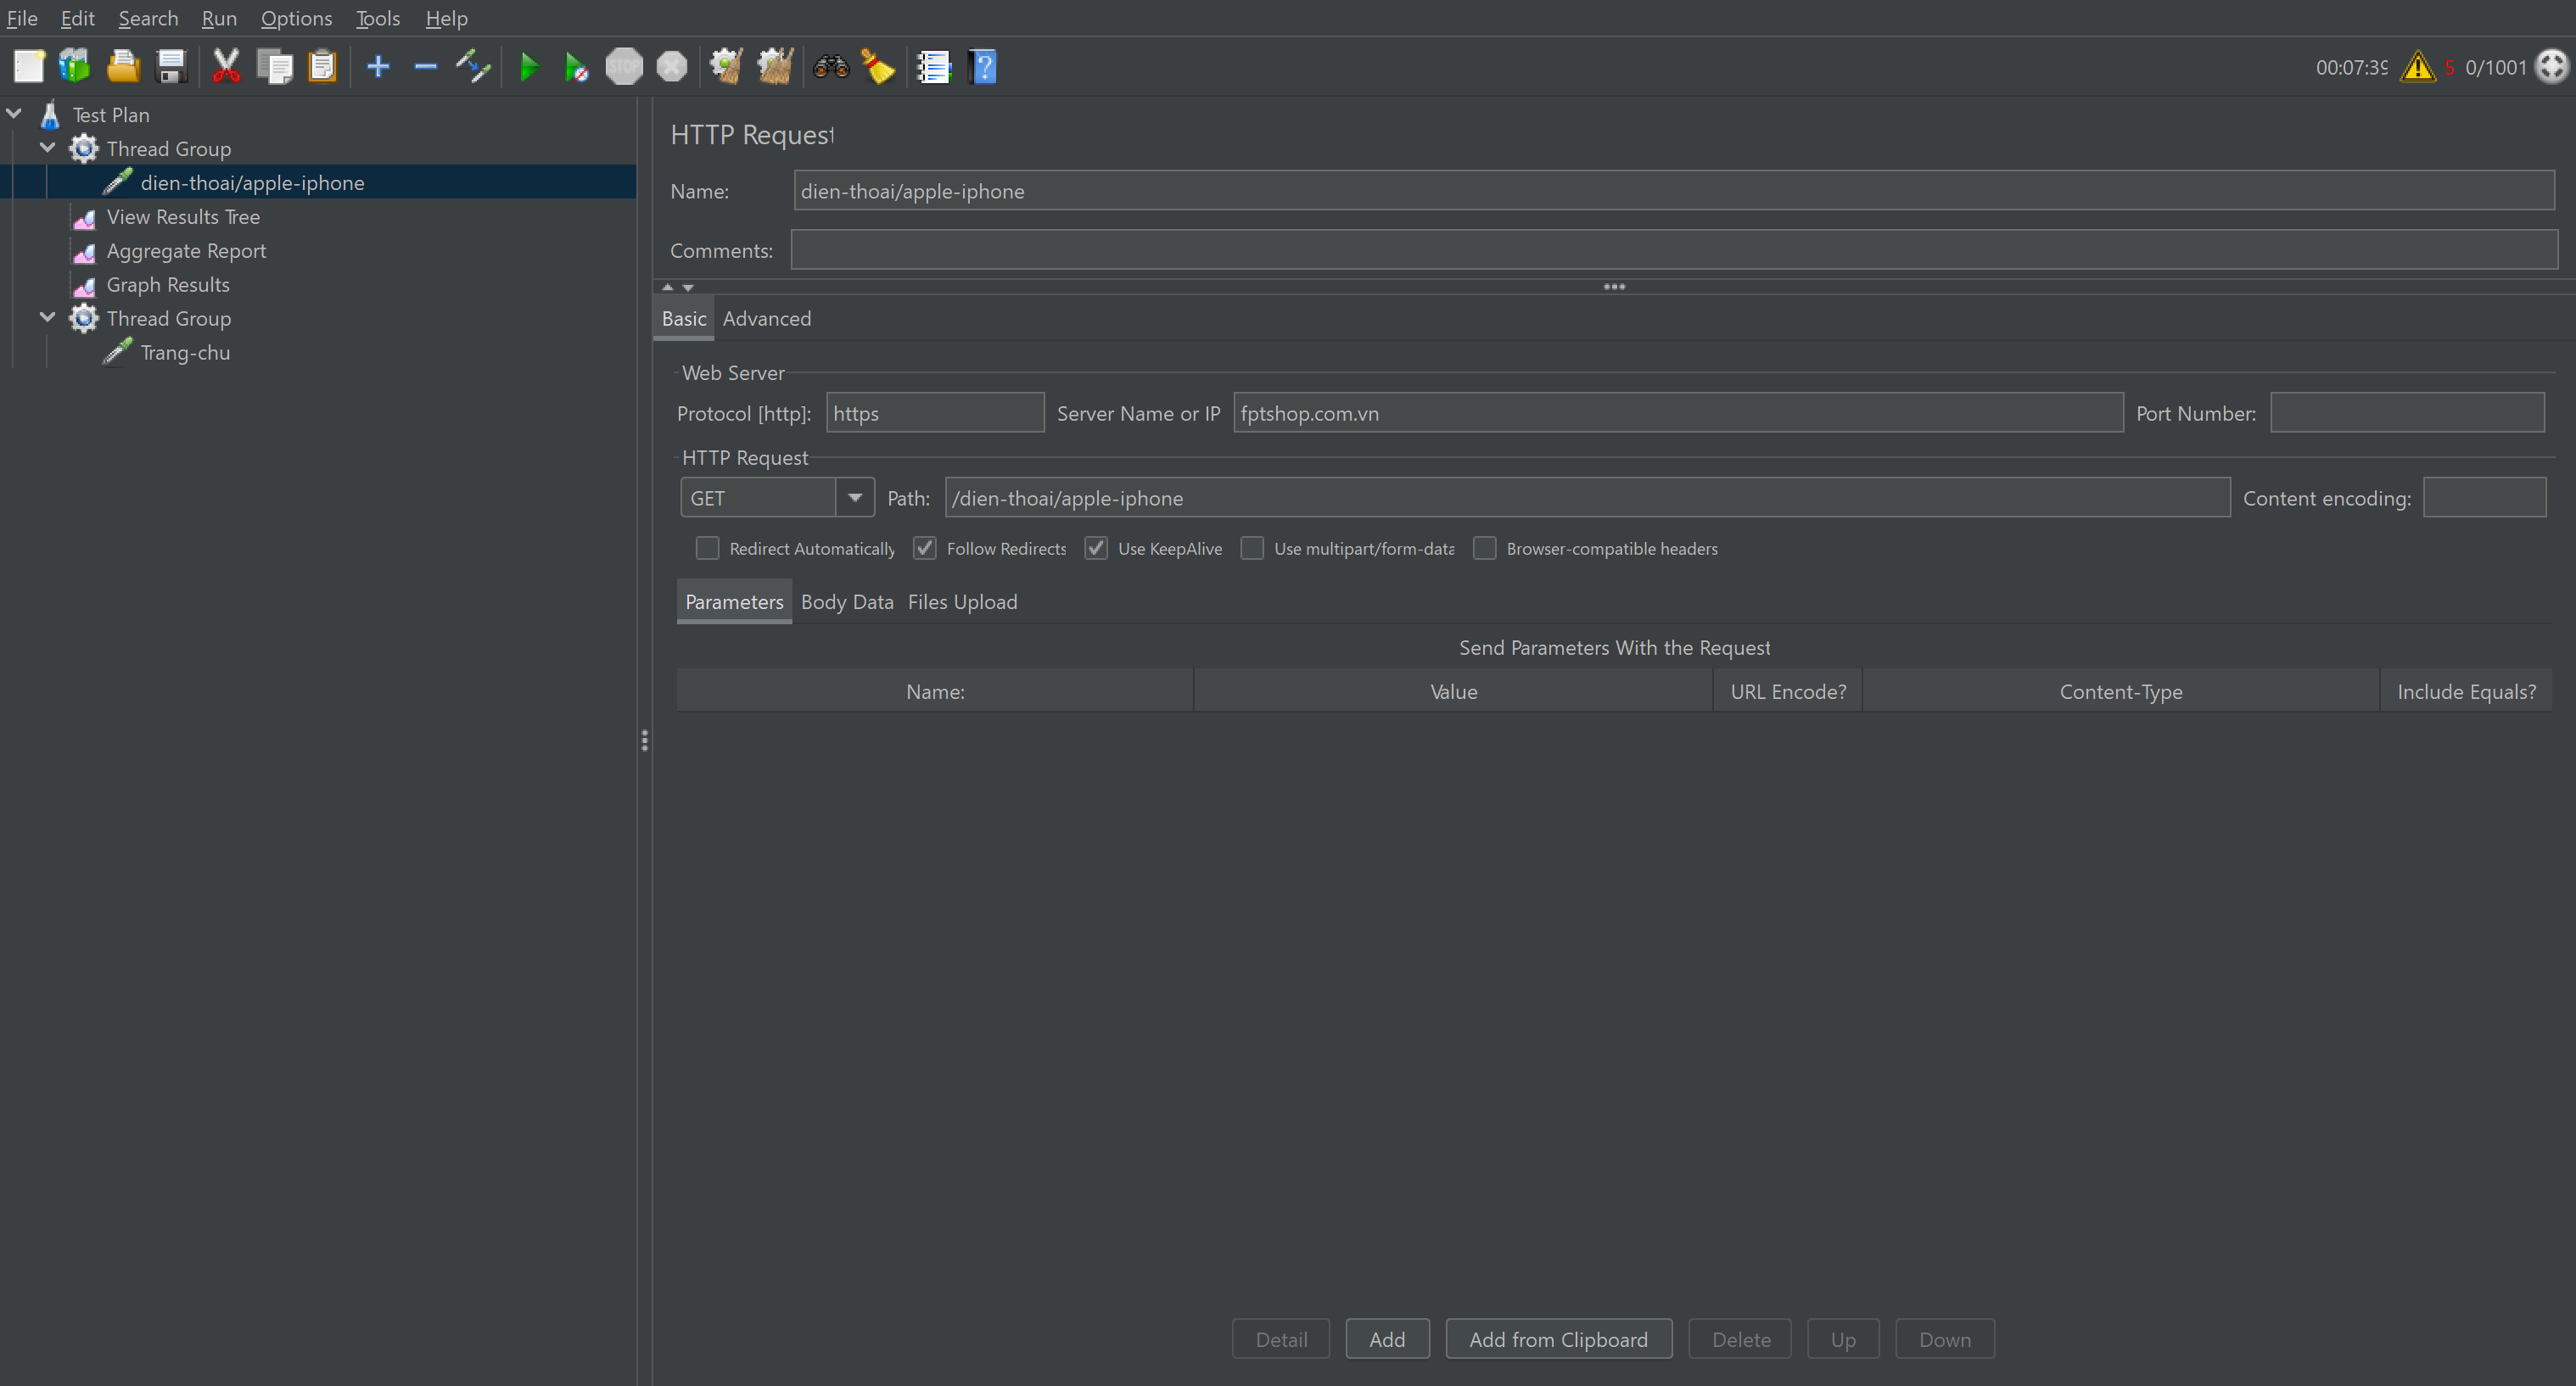 File Edit Search Run Options Tools Help
STOP
00:07:39 5 0/1001
Test Plan
Thread Group
dien-thoai/apple-iphone
View Results Tree
Aggregate Report
Graph Results
Thread Group
Trang-chu
HTTP Request
Name: dien-thoai/apple-iphone
Comments:
Basic Advanced
Web Server
Protocol [http]: https Server Name or IP fptshop.com.vn Port Number:
HTTP Request
GET Path: /dien-thoai/apple-iphone Content encoding:
Redirect Automatically Follow Redirects Use KeepAlive Use multipart/form-data Browser-compatible headers
Parameters Body Data Files Upload
Send Parameters With the Request
Name: Value URL Encode? Content-Type Include Equals?
Detail Add Add from Clipboard Delete Up Down